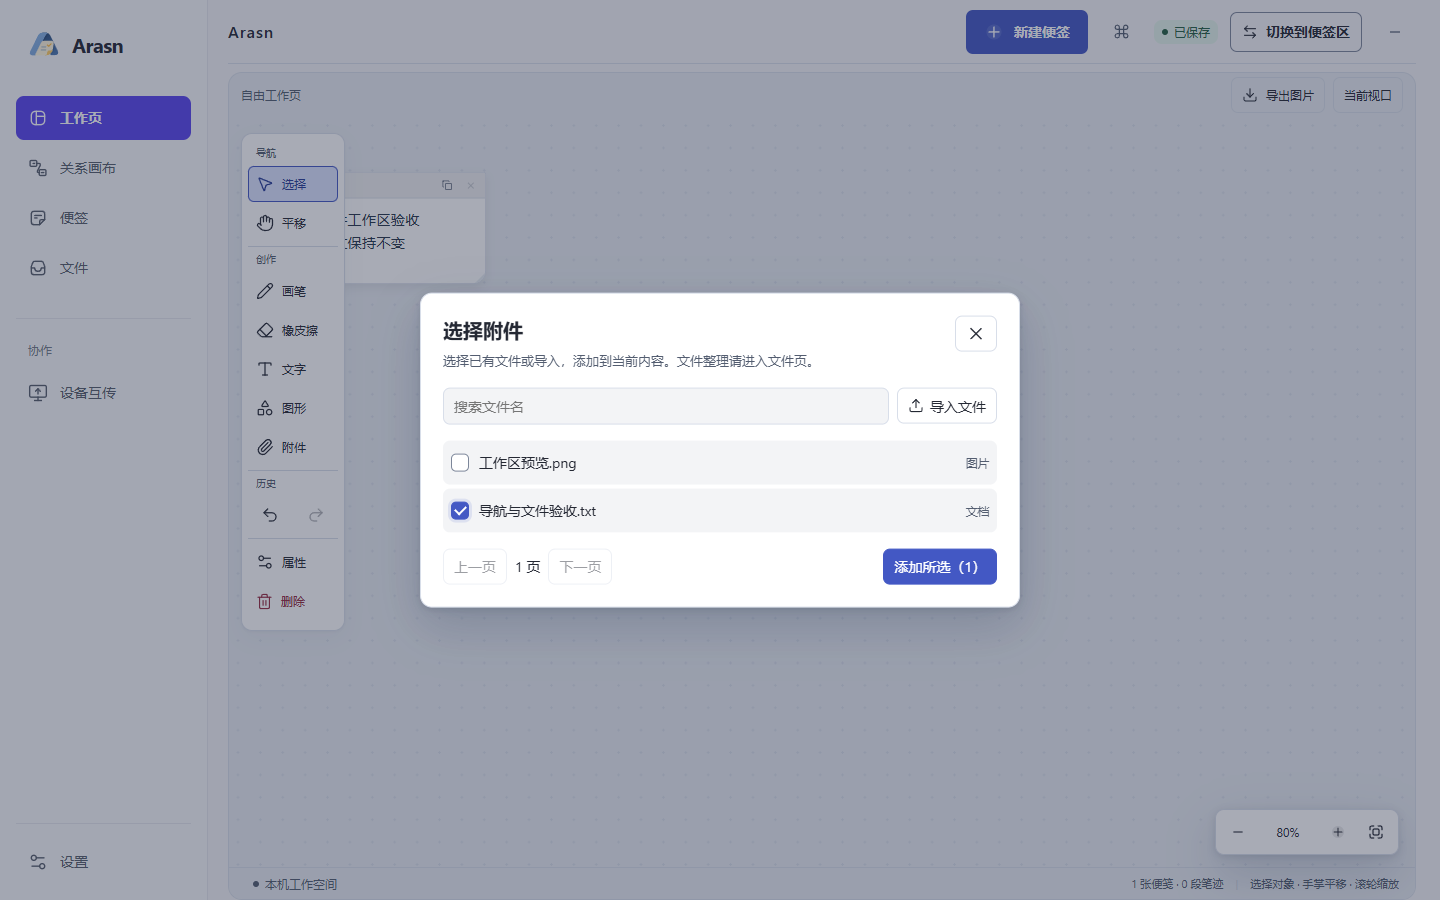 Arasn
工作页
关系画布
便签
文件
协作
设备互传
设置
Arasn
新建便签
已保存
切换到便签区
自由工作页
导出图片
当前视口
导航
选择
平移
创作
画笔
橡皮擦
文字
图形
附件
历史
属性
删除
工作区验收
保持不变
选择附件
选择已有文件或导入，添加到当前内容。文件整理请进入文件页。
搜索文件名
导入文件
工作区预览.png
图片
导航与文件验收.txt
文档
上一页
1 页
下一页
添加所选（1）
80%
本机工作空间
1 张便笺 · 0 段笔迹
选择对象 · 手掌平移 · 滚轮缩放